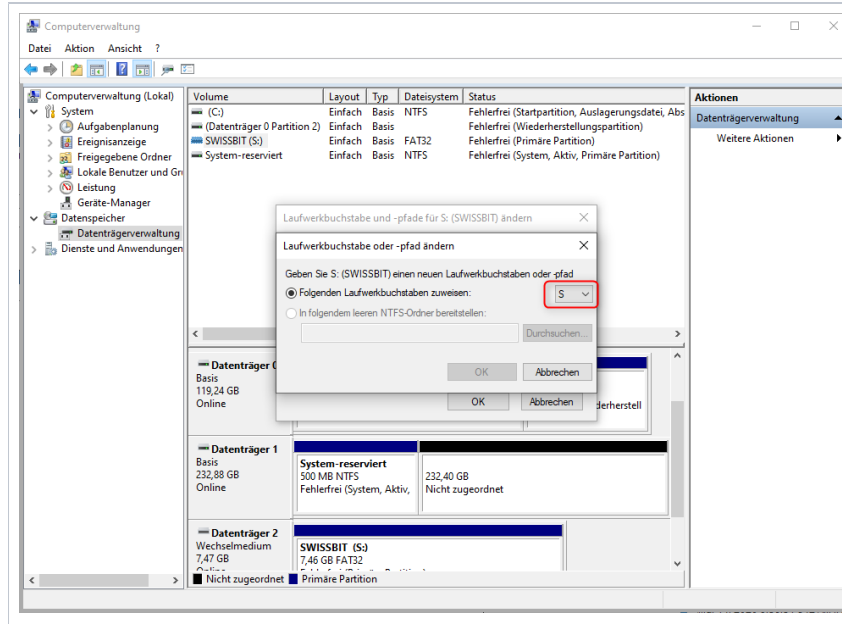 Computerverwaltung
Datei Aktion Ansicht ?
Computerverwaltung (Lokal)
System
Aufgabenplanung
Ereignisanzeige
Freigegebene Ordner
Lokale Benutzer und Gru
Leistung
Geräte-Manager
Datenspeicher
Datenträgerverwaltung
Dienste und Anwendungen
Volume Layout Typ Dateisystem Status
(C:) Einfach Basis NTFS Fehlerfrei (Startpartition, Auslagerungsdatei, Abs
(Datenträger 0 Partition 2) Einfach Basis Fehlerfrei (Wiederherstellungspartition)
SWISSBIT (S:) Einfach Basis FAT32 Fehlerfrei (Primäre Partition)
System-reserviert Einfach Basis NTFS Fehlerfrei (System, Aktiv, Primäre Partition)
Aktionen
Datenträgerverwaltung
Weitere Aktionen
Laufwerkbuchstabe und -pfade für S: (SWISSBIT) ändern
Laufwerkbuchstabe oder -pfad ändern
Geben Sie S: (SWISSBIT) einen neuen Laufwerkbuchstaben oder -pfad
Folgenden Laufwerkbuchstaben zuweisen: S
In folgendem leeren NTFS-Ordner bereitstellen:
Durchsuchen...
OK Abbrechen
OK Abbrechen
Datenträger 0
Basis
119,24 GB
Online
derherstell
Datenträger 1
Basis
232,88 GB
Online
System-reserviert
500 MB NTFS
Fehlerfrei (System, Aktiv,
232,40 GB
Nicht zugeordnet
Datenträger 2
Wechselmedium
7,47 GB
SWISSBIT (S:)
7,46 GB FAT32
Nicht zugeordnet Primäre Partition